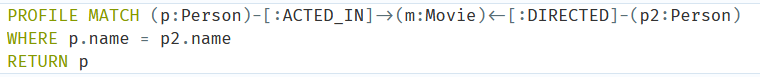 PROFILE MATCH (p:Person)-[:ACTED_IN]->(m:Movie)<-[:DIRECTED]-(p2:Person)
WHERE p.name = p2.name
RETURN p